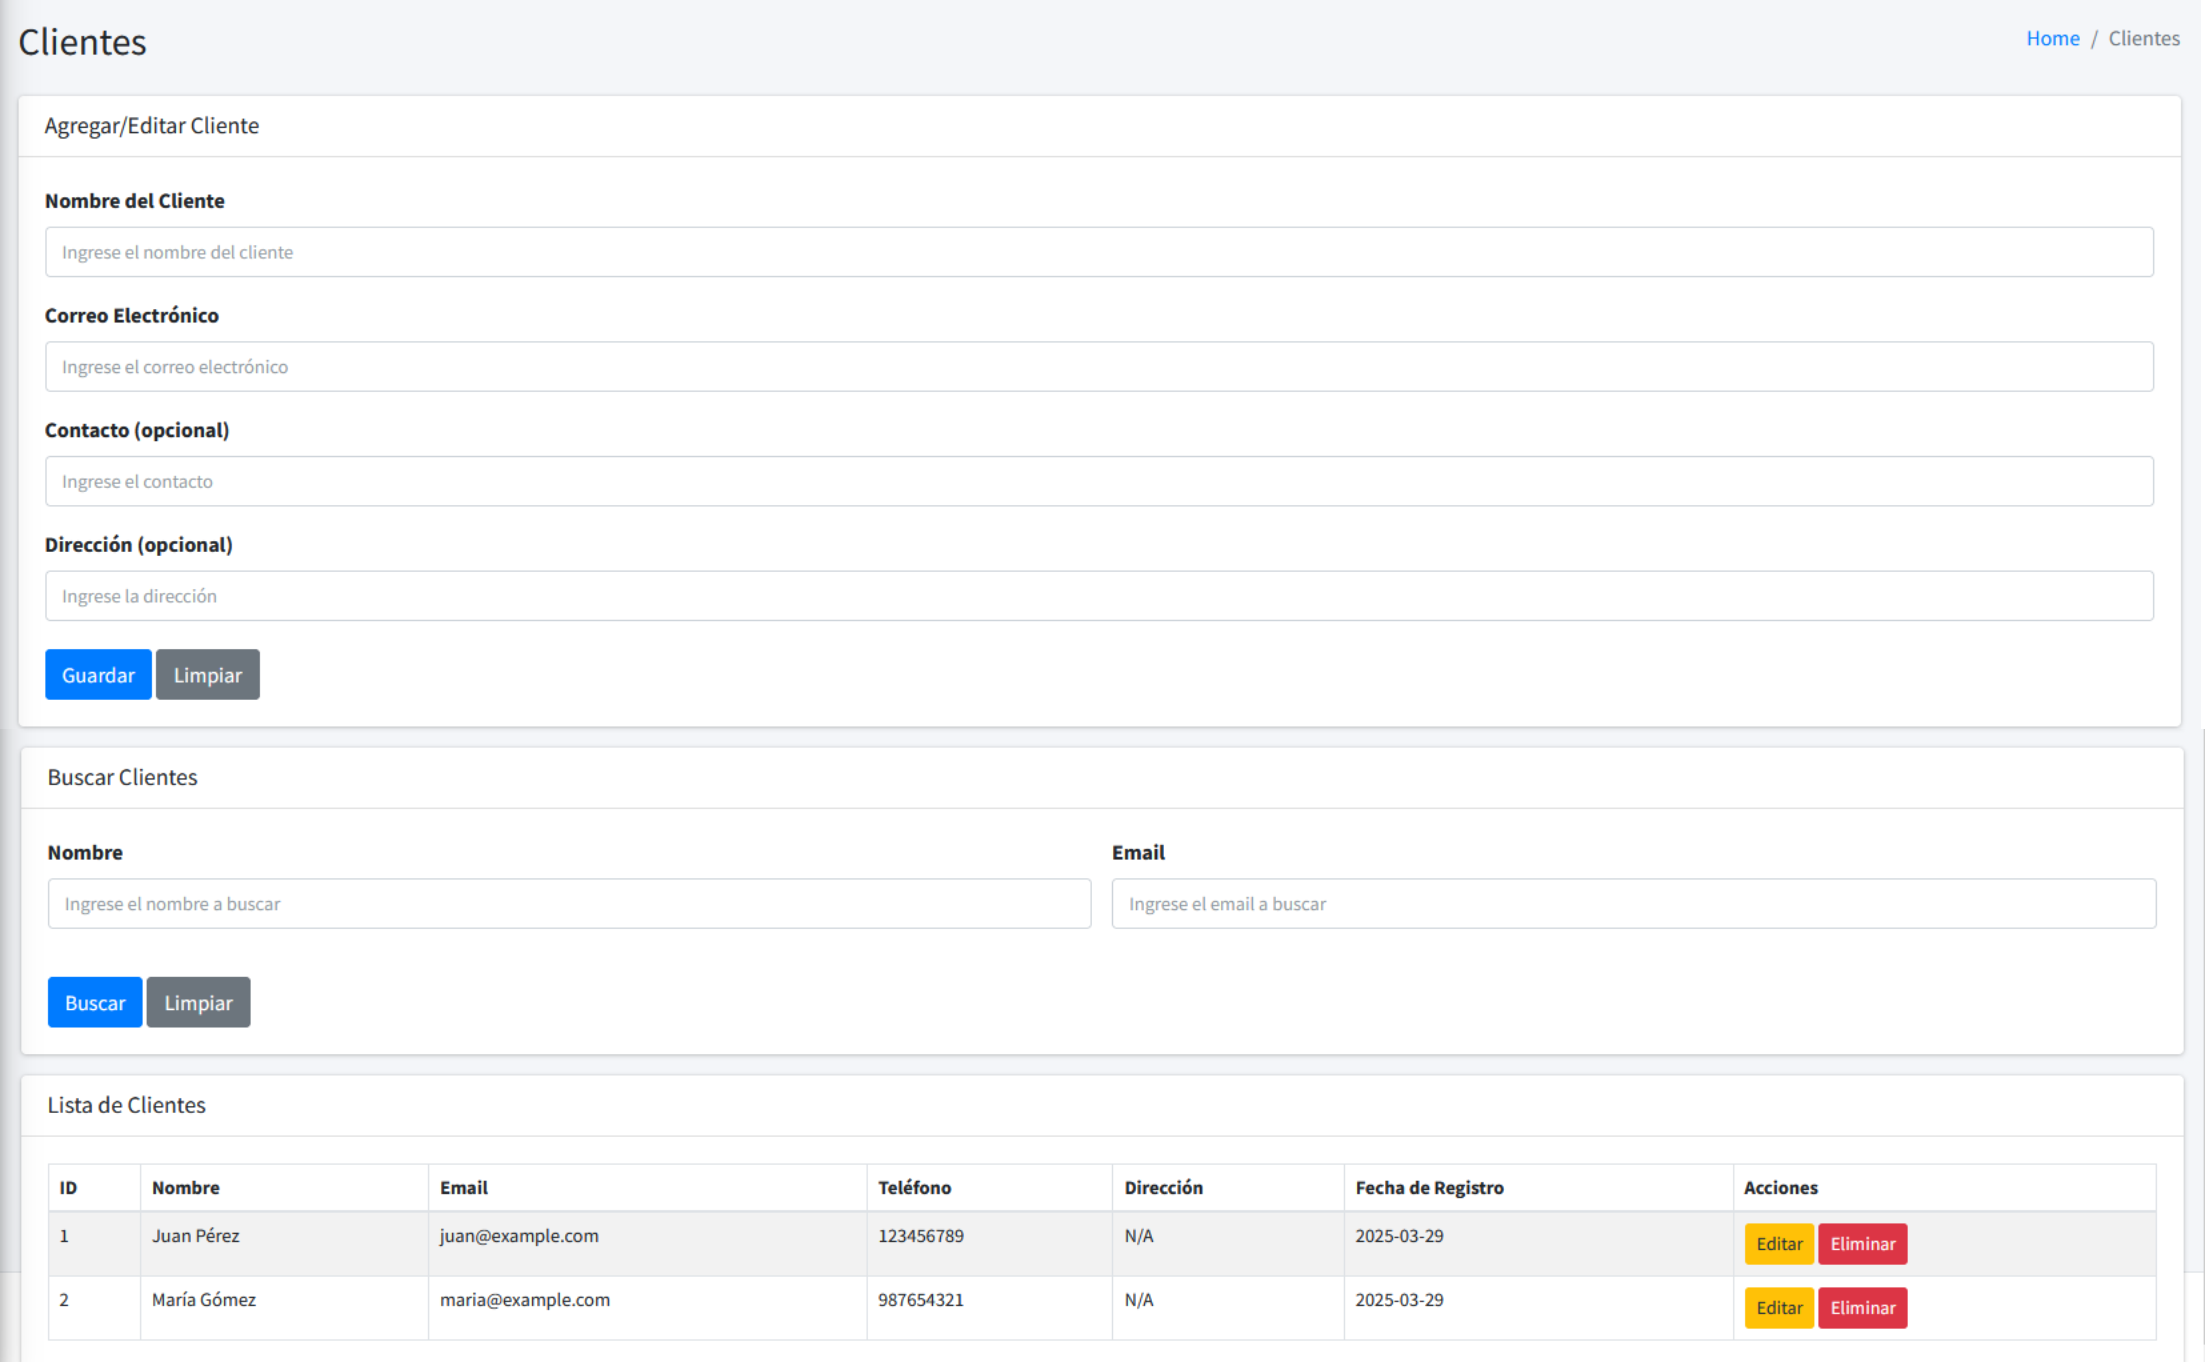 Clientes
Home / Clientes
Agregar/Editar Cliente
Nombre del Cliente
Ingrese el nombre del cliente
Correo Electrónico
Ingrese el correo electrónico
Contacto (opcional)
Ingrese el contacto
Dirección (opcional)
Ingrese la dirección
Guardar Limpiar
Buscar Clientes
Nombre Email
Ingrese el nombre a buscar Ingrese el email a buscar
Buscar Limpiar
Lista de Clientes
ID Nombre Email Teléfono Dirección Fecha de Registro Acciones
1 Juan Pérez juan@example.com 123456789 N/A 2025-03-29 Editar Eliminar
2 María Gómez maria@example.com 987654321 N/A 2025-03-29 Editar Eliminar